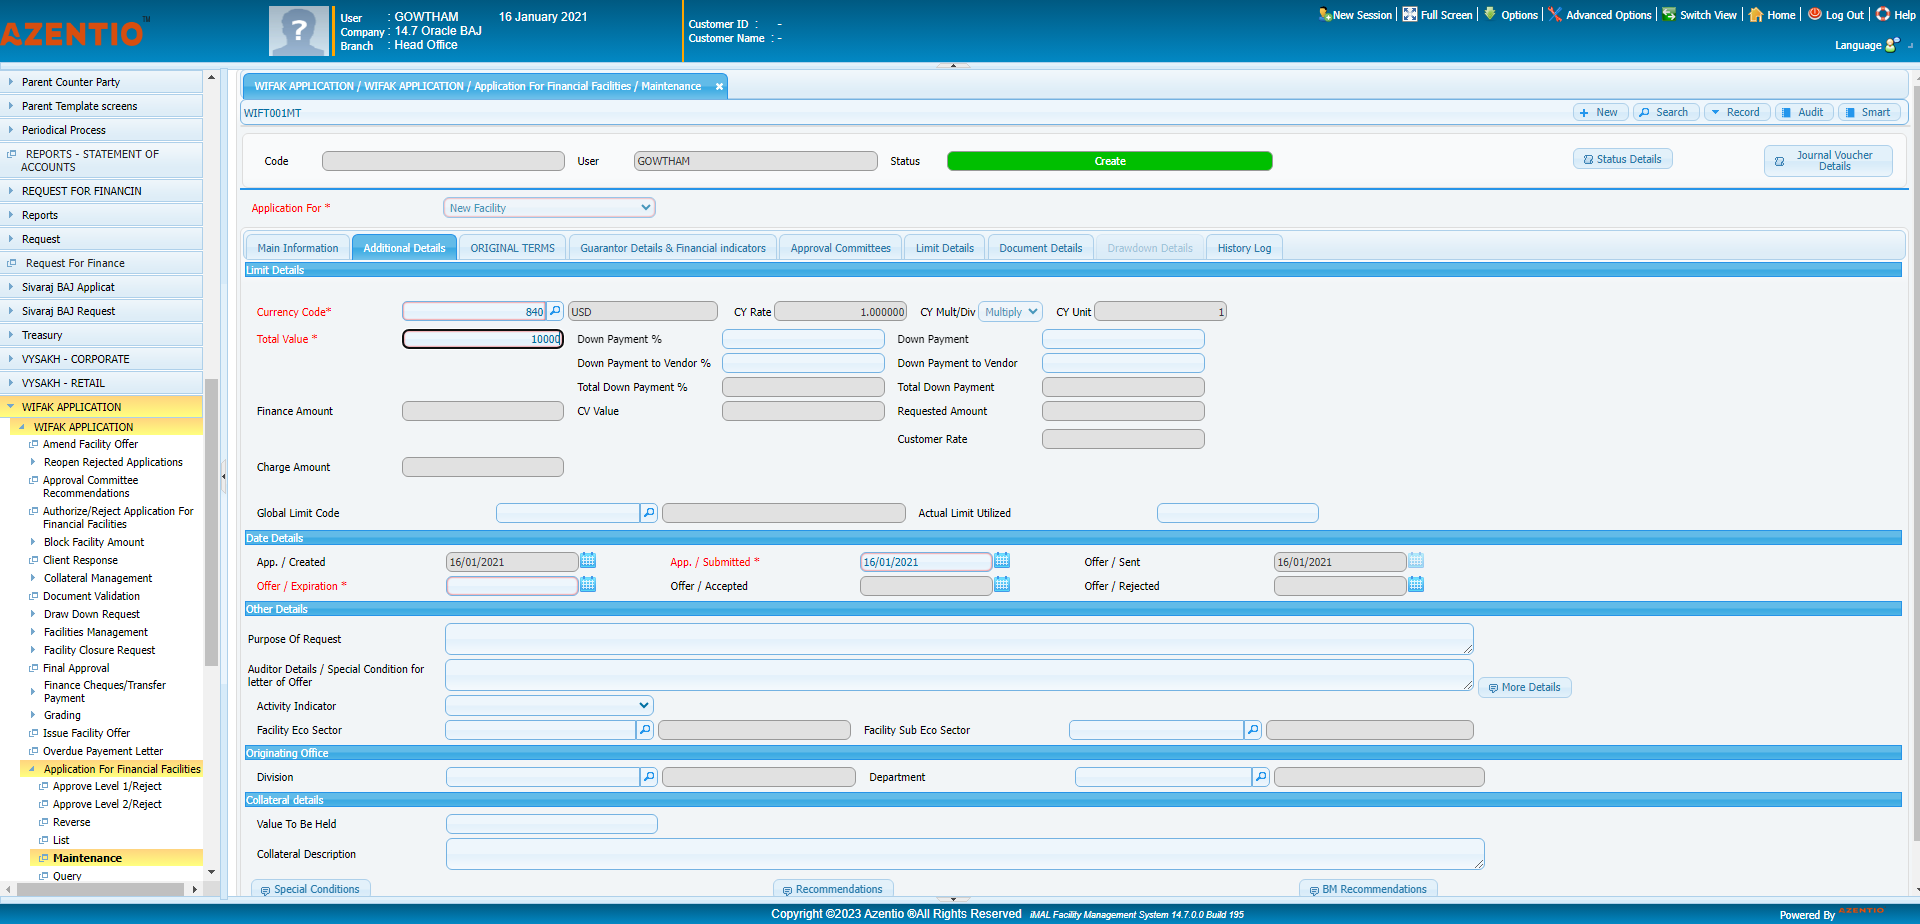 AZENTIO™
User : GOWTHAM 16 January 2021
Company : 14.7 Oracle BAJ
Branch : Head Office
Customer ID : -
Customer Name : -
New Session | Full Screen | Options | Advanced Options | Switch View | Home | Log Out | Help
Language
Parent Counter Party
Parent Template screens
Periodical Process
REPORTS - STATEMENT OF
ACCOUNTS
REQUEST FOR FINANCIN
Reports
Request
Request For Finance
Sivaraj BAJ Applicat
Sivaraj BAJ Request
Treasury
VYSAKH - CORPORATE
VYSAKH - RETAIL
WIFAK APPLICATION
WIFAK APPLICATION
Amend Facility Offer
Reopen Rejected Applications
Approval Committee
Recommendations
Authorize/Reject Application For
Financial Facilities
Block Facility Amount
Client Response
Collateral Management
Document Validation
Draw Down Request
Facilities Management
Facility Closure Request
Final Approval
Finance Cheques/Transfer
Payment
Grading
Issue Facility Offer
Overdue Payement Letter
Application For Financial Facilities
Approve Level 1/Reject
Approve Level 2/Reject
Reverse
List
Maintenance
Query
WIFAK APPLICATION / WIFAK APPLICATION / Application For Financial Facilities / Maintenance
WIFT001MT
New Search Record Audit Smart
Code User GOWTHAM Status Create Status Details
Journal Voucher
Details
Application For * New Facility
Main Information Additional Details ORIGINAL TERMS Guarantor Details & Financial indicators Approval Committees Limit Details Document Details Drawdown Details History Log
Limit Details
Currency Code* 840 USD CY Rate 1.000000 CY Mult/Div Multiply CY Unit 1
Total Value * 10000 Down Payment % Down Payment
Down Payment to Vendor % Down Payment to Vendor
Total Down Payment % Total Down Payment
Finance Amount CV Value Requested Amount
Customer Rate
Charge Amount
Global Limit Code Actual Limit Utilized
Date Details
App. / Created 16/01/2021 App. / Submitted * 16/01/2021 Offer / Sent 16/01/2021
Offer / Expiration * Offer / Accepted Offer / Rejected
Other Details
Purpose Of Request
Auditor Details / Special Condition for
letter of Offer
More Details
Activity Indicator
Facility Eco Sector Facility Sub Eco Sector
Originating Office
Division Department
Collateral details
Value To Be Held
Collateral Description
Special Conditions Recommendations BM Recommendations
Copyright ©2023 Azentio ®All Rights Reserved iMAL Facility Management System 14.7.0.0 Build 195
Powered By AZENTIO